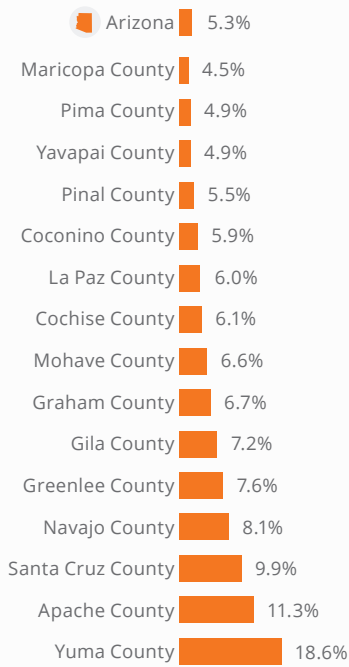 Arizona 5.3%
Maricopa County 4.5%
Pima County 4.9%
Yavapai County 4.9%
Pinal County 5.5%
Coconino County 5.9%
La Paz County 6.0%
Cochise County 6.1%
Mohave County 6.6%
Graham County 6.7%
Gila County 7.2%
Greenlee County 7.6%
Navajo County 8.1%
Santa Cruz County 9.9%
Apache County 11.3%
Yuma County 18.6%